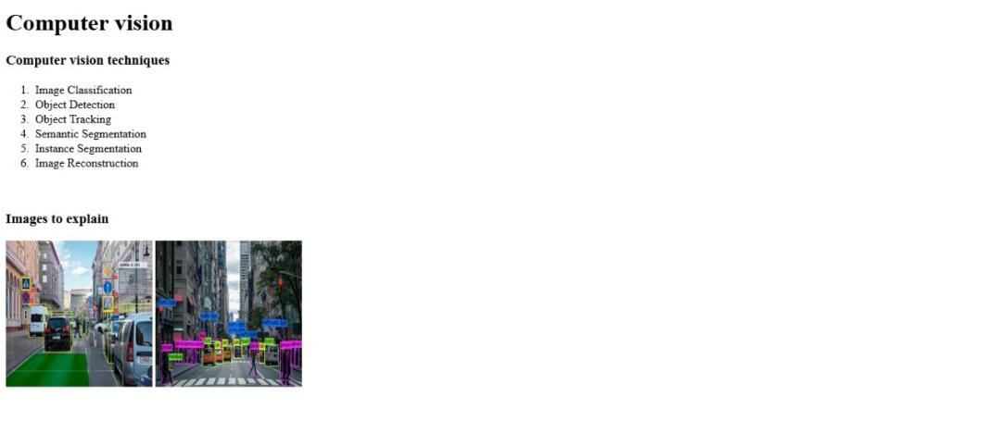 Computer vision
Computer vision techniques
1. Image Classification
2. Object Detection
3. Object Tracking
4. Semantic Segmentation
5. Instance Segmentation
6. Image Reconstruction
Images to explain